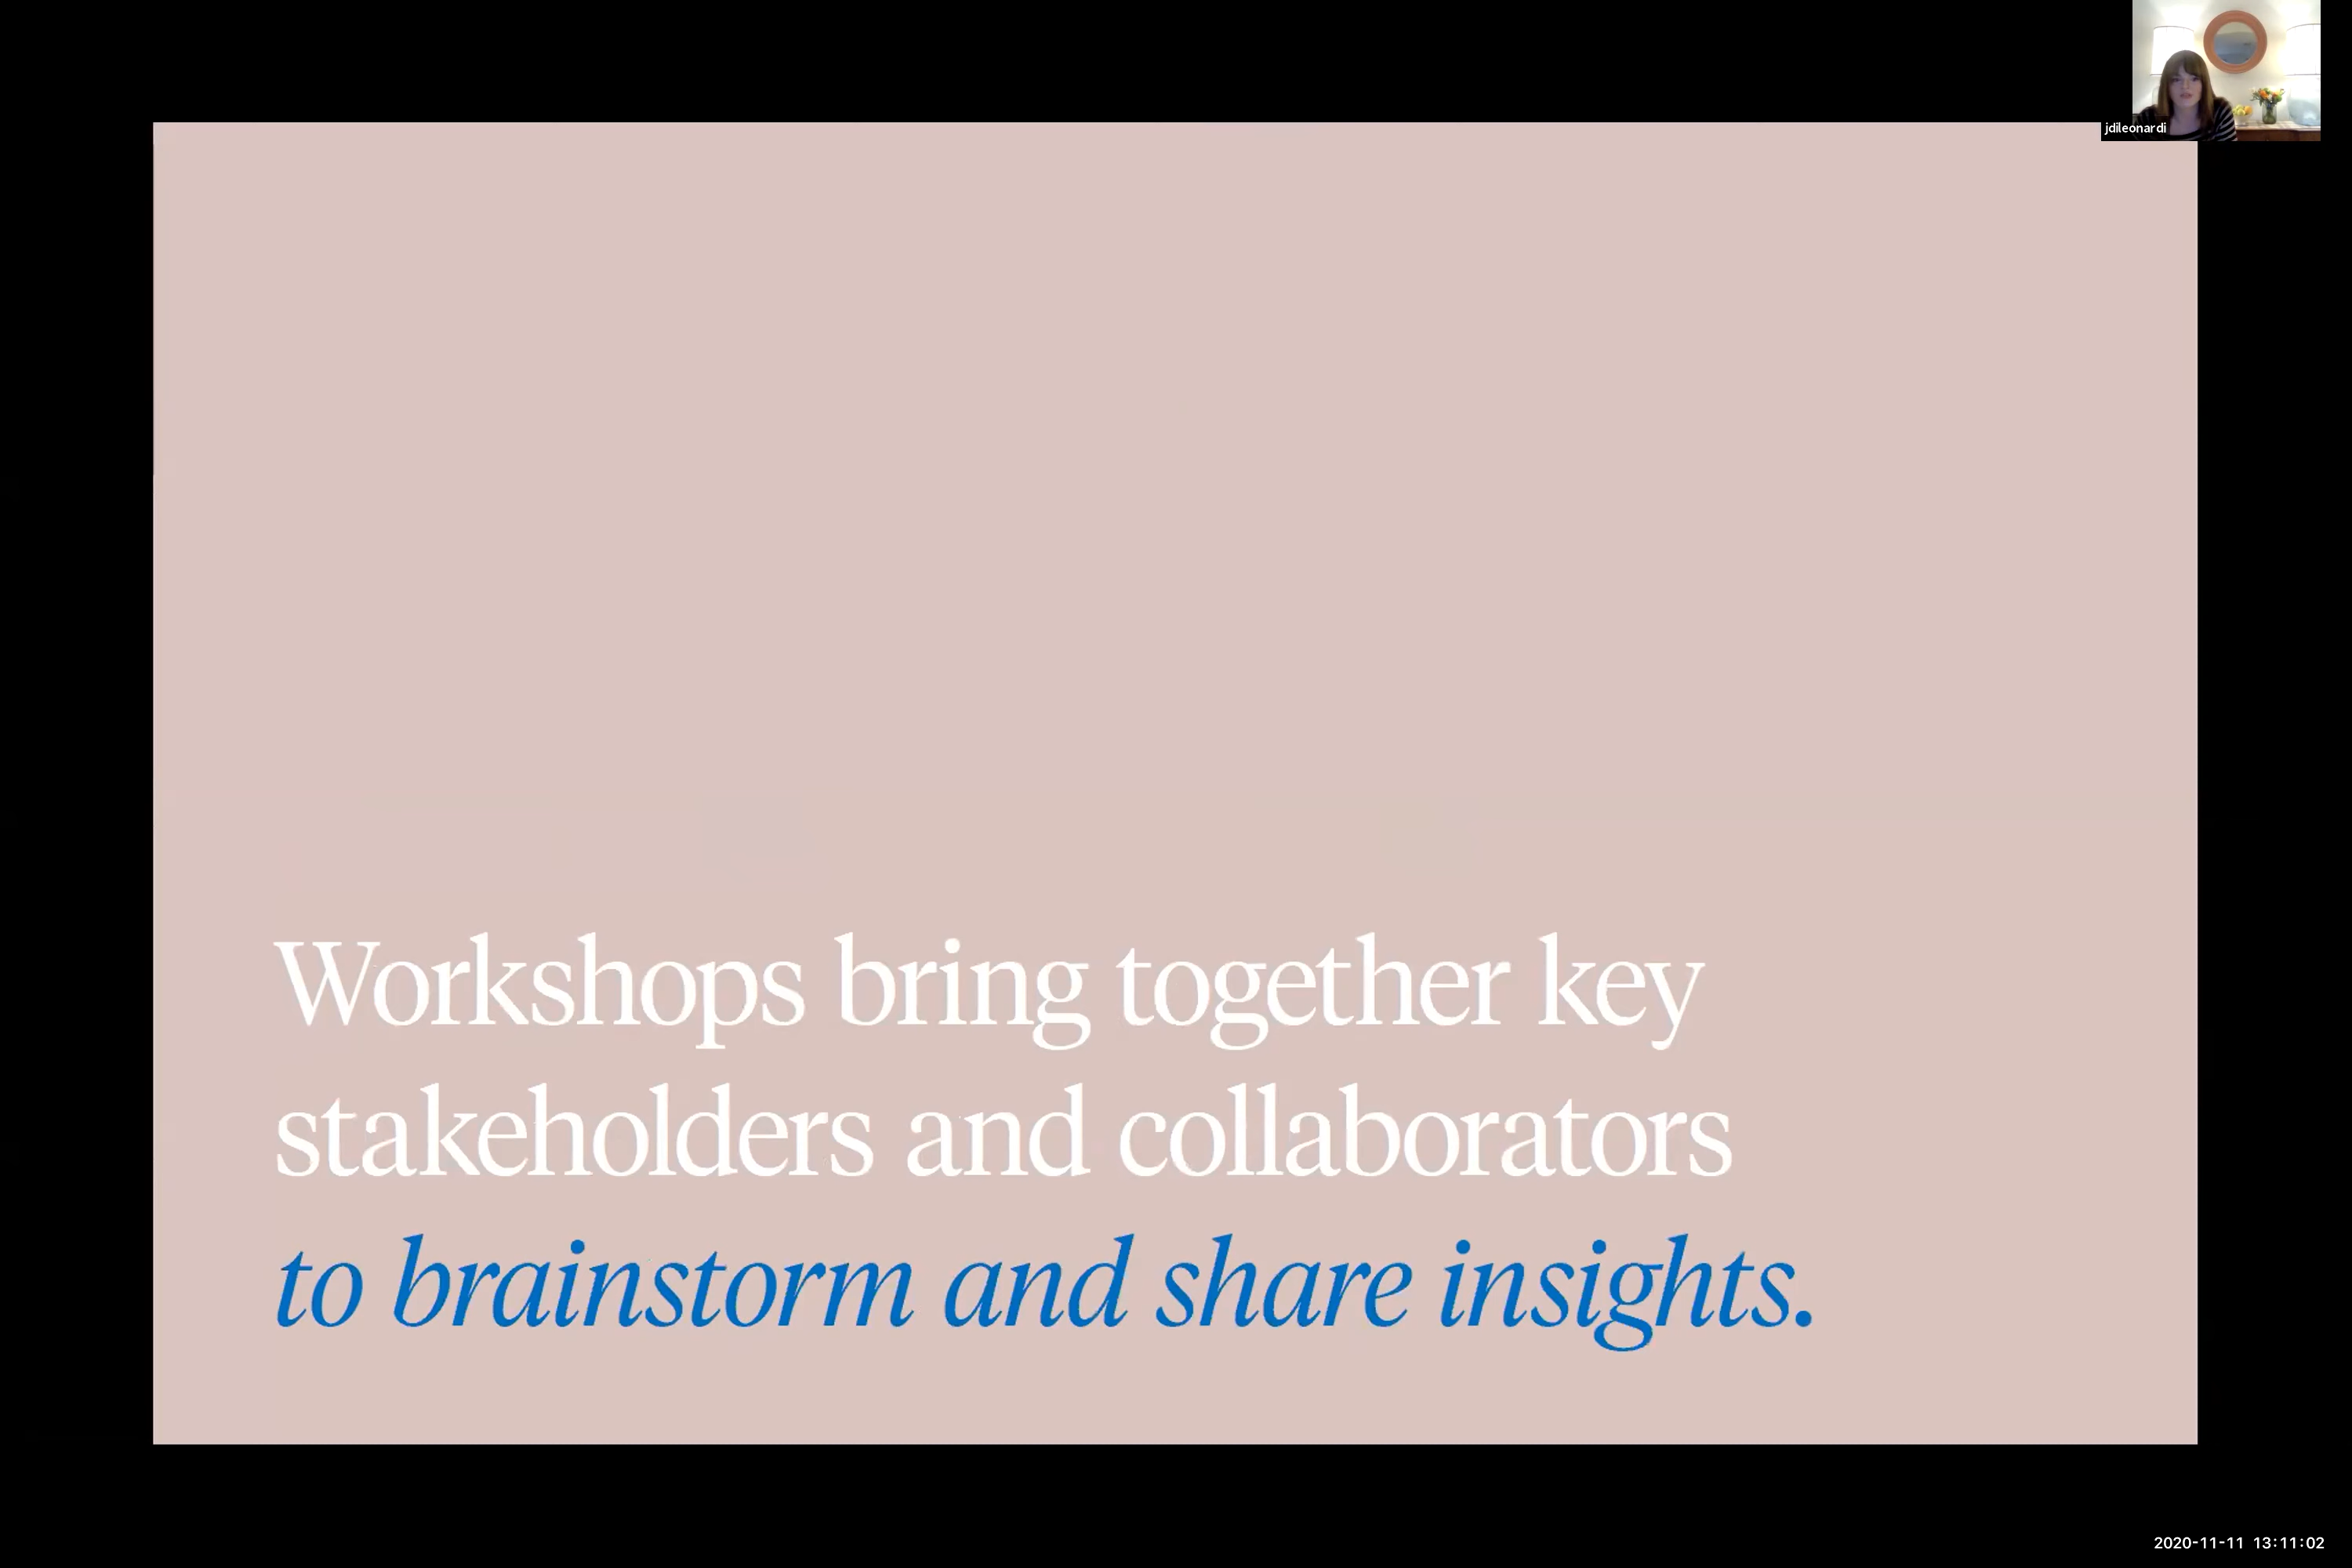 jdileonardi
Workshops bring together key
stakeholders and collaborators
to brainstorm and share insights.
2020-11-11 13:11:02